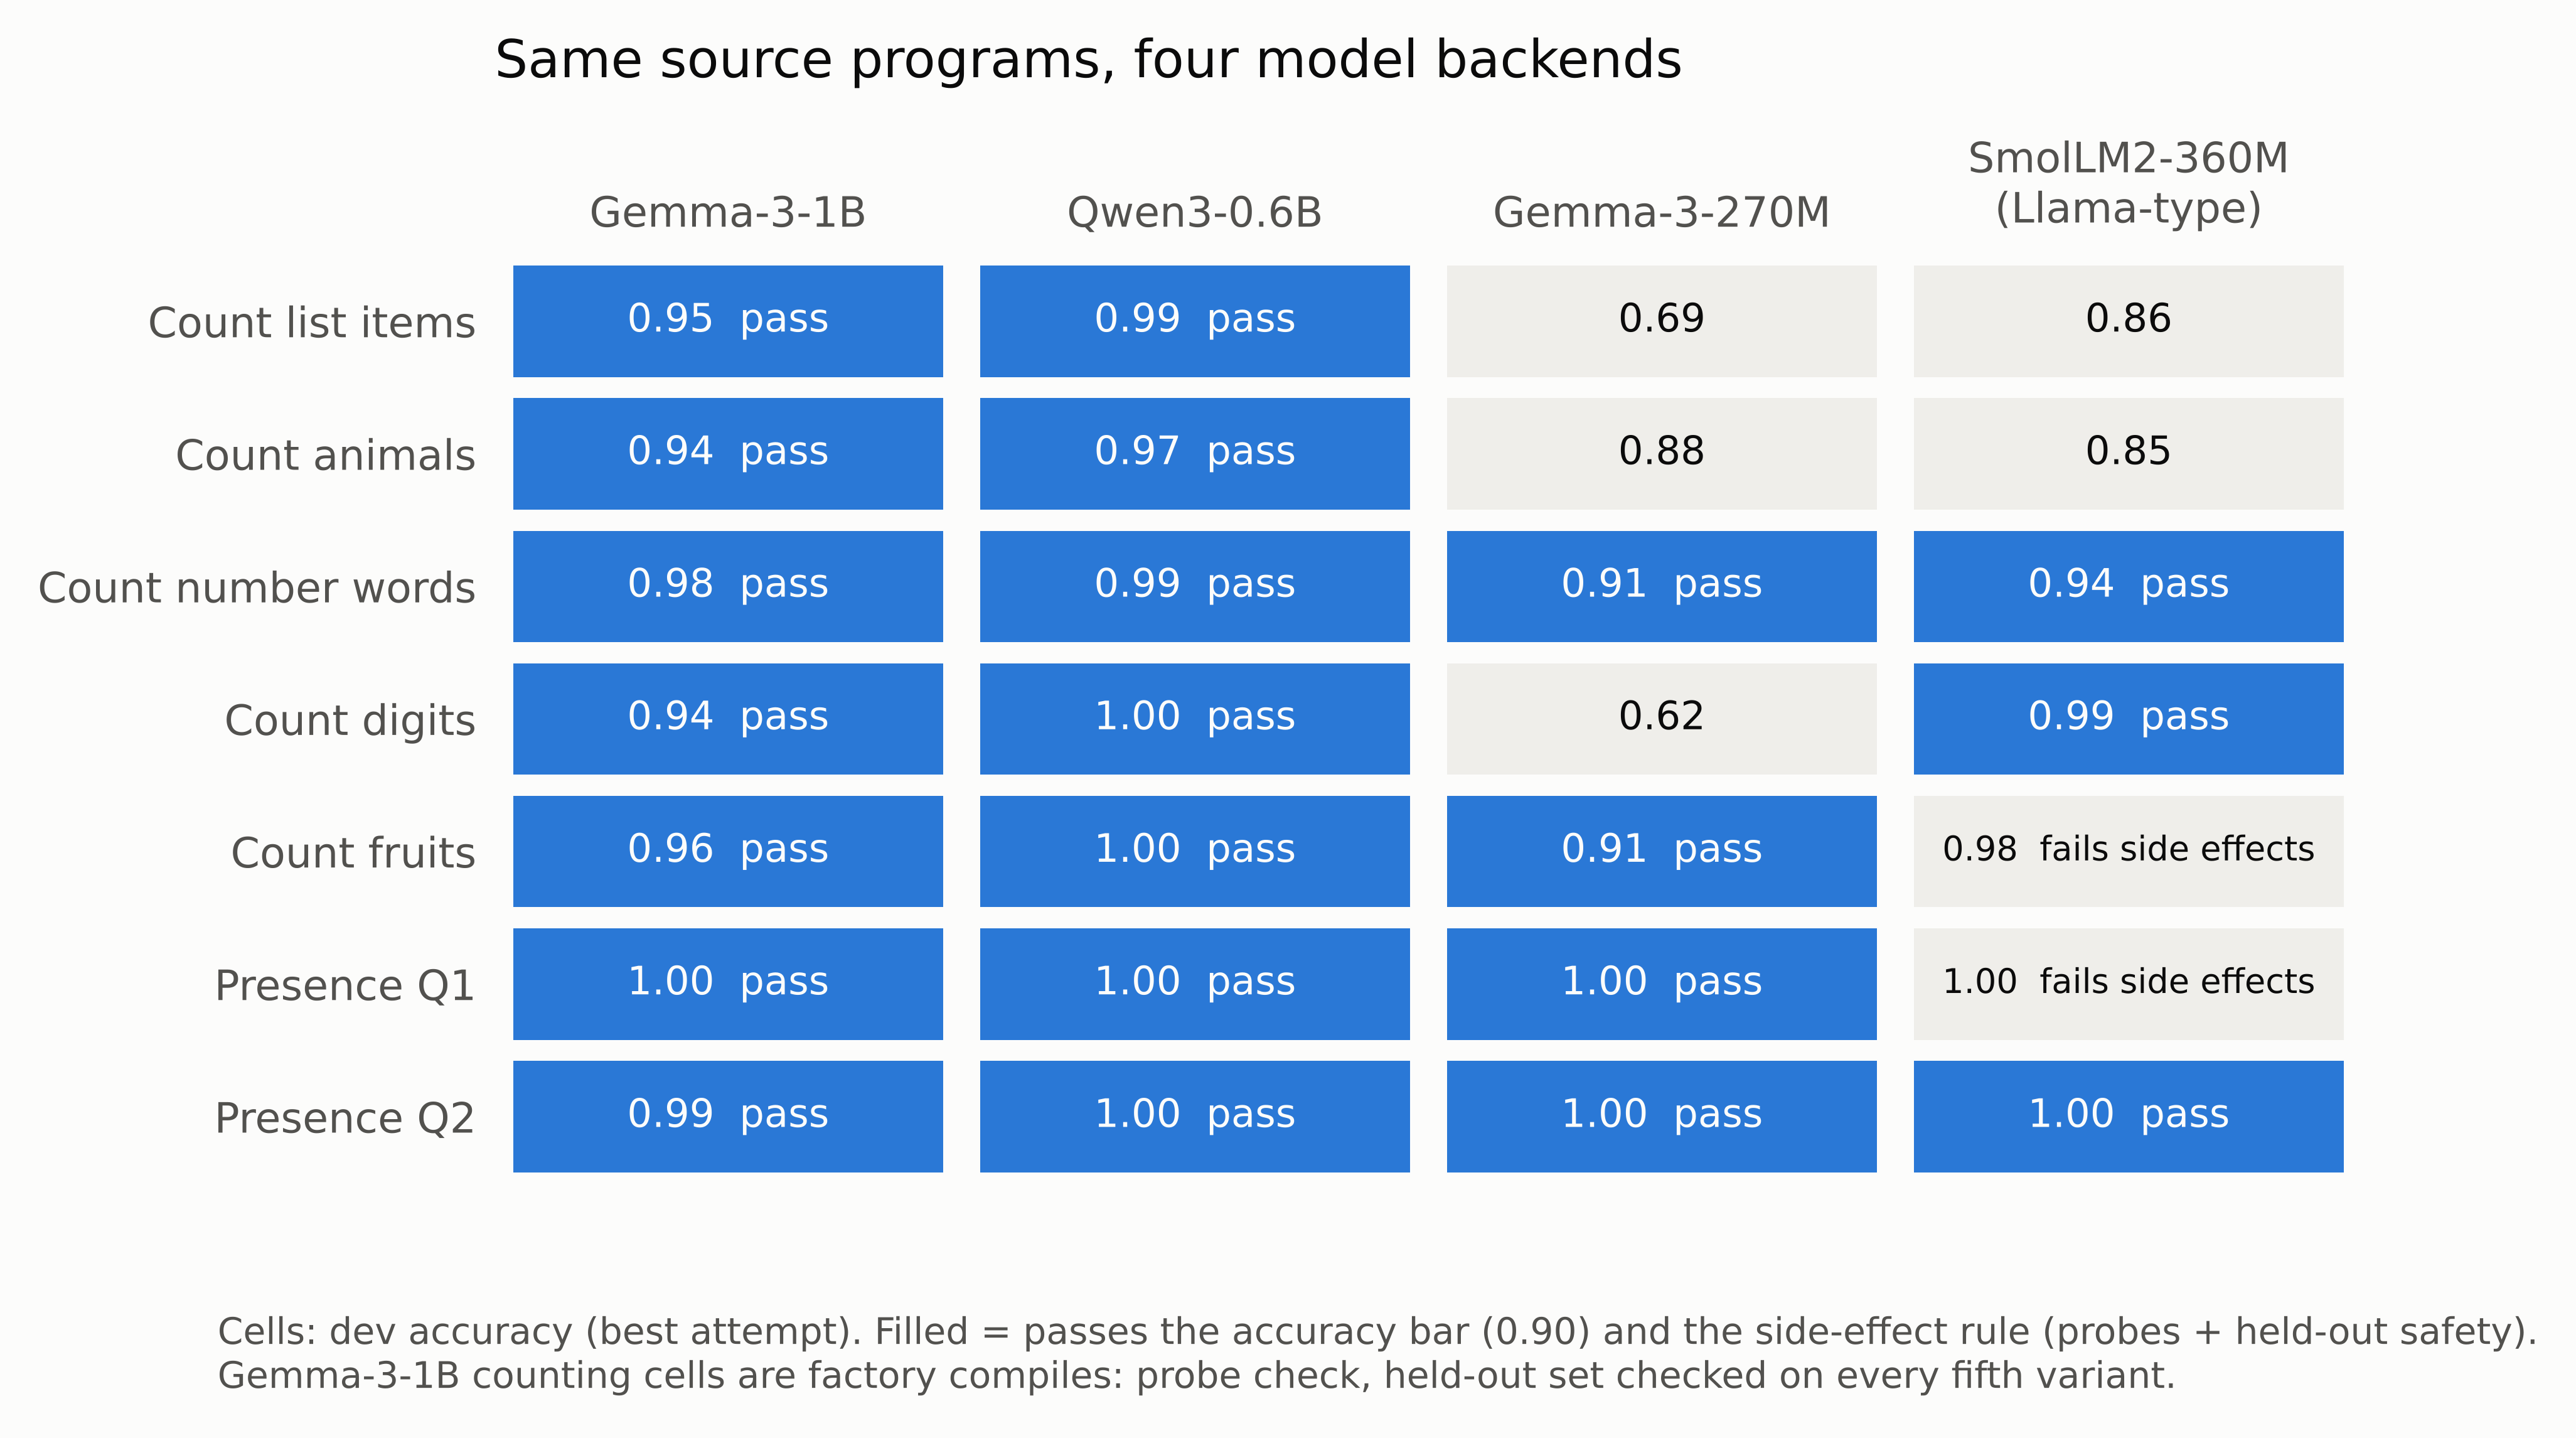 Same source programs, four model backends
Gemma-3-1B Qwen3-0.6B Gemma-3-270M SmolLM2-360M
(Llama-type)
Count list items 0.95 pass 0.99 pass 0.69 0.86
Count animals 0.94 pass 0.97 pass 0.88 0.85
Count number words 0.98 pass 0.99 pass 0.91 pass 0.94 pass
Count digits 0.94 pass 1.00 pass 0.62 0.99 pass
Count fruits 0.96 pass 1.00 pass 0.91 pass 0.98 fails side effects
Presence Q1 1.00 pass 1.00 pass 1.00 pass 1.00 fails side effects
Presence Q2 0.99 pass 1.00 pass 1.00 pass 1.00 pass
Cells: dev accuracy (best attempt). Filled = passes the accuracy bar (0.90) and the side-effect rule (probes + held-out safety).
Gemma-3-1B counting cells are factory compiles: probe check, held-out set checked on every fifth variant.